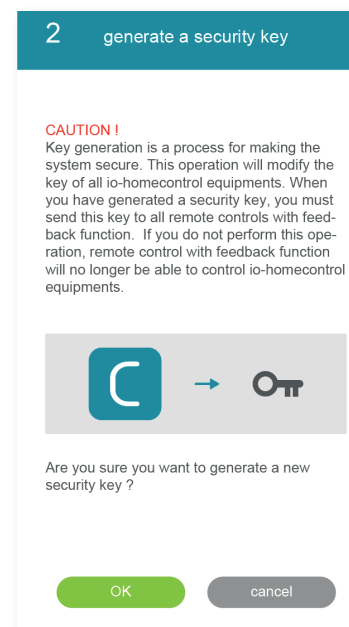 2 generate a security key
CAUTION !
Key generation is a process for making the
system secure. This operation will modify the
key of all io-homecontrol equipments. When
you have generated a security key, you must
send this key to all remote controls with feed-
back function.  If you do not perform this ope-
ration, remote control with feedback function
will no longer be able to control io-homecontrol
equipments.
Are you sure you want to generate a new
security key ?
OK cancel